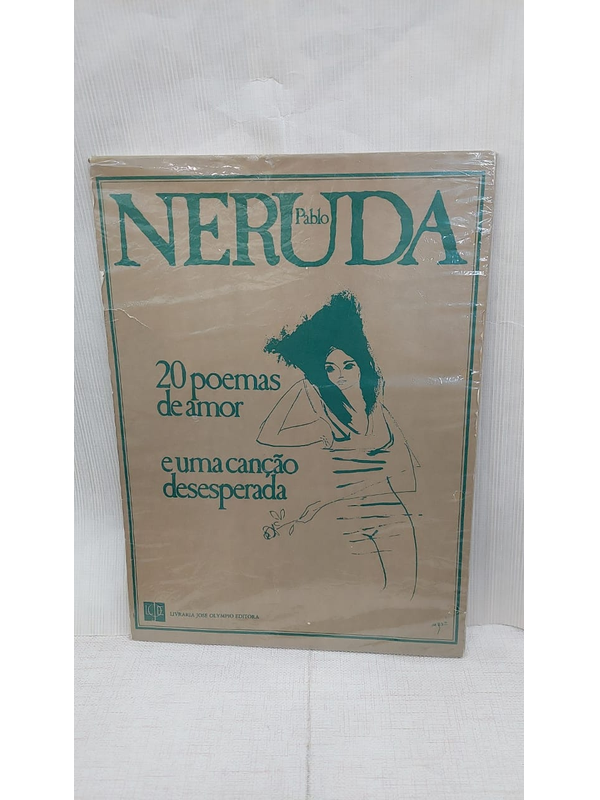 NERUDA
Pablo
20 poemas
de amor
e uma canção
desesperada
LIVRARIA JOSÉ OLYMPIO EDITORA